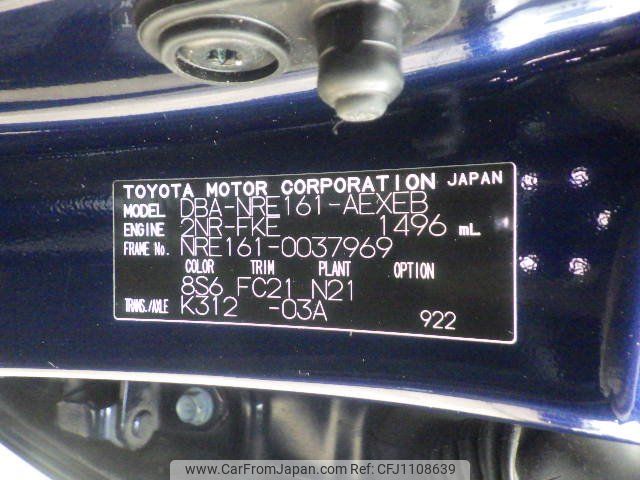 TOYOTA MOTOR CORPORATION JAPAN
MODEL DBA-NRE161-AEXEB
ENGINE 2NR-FKE 1496 mL
FRAME No. NRE161-0037969
COLOR TRIM PLANT OPTION
8S6 FC21 N21
TRANS./AXLE K312 -03A
922
www.CarFromJapan.com | Ref: CFJ1108639